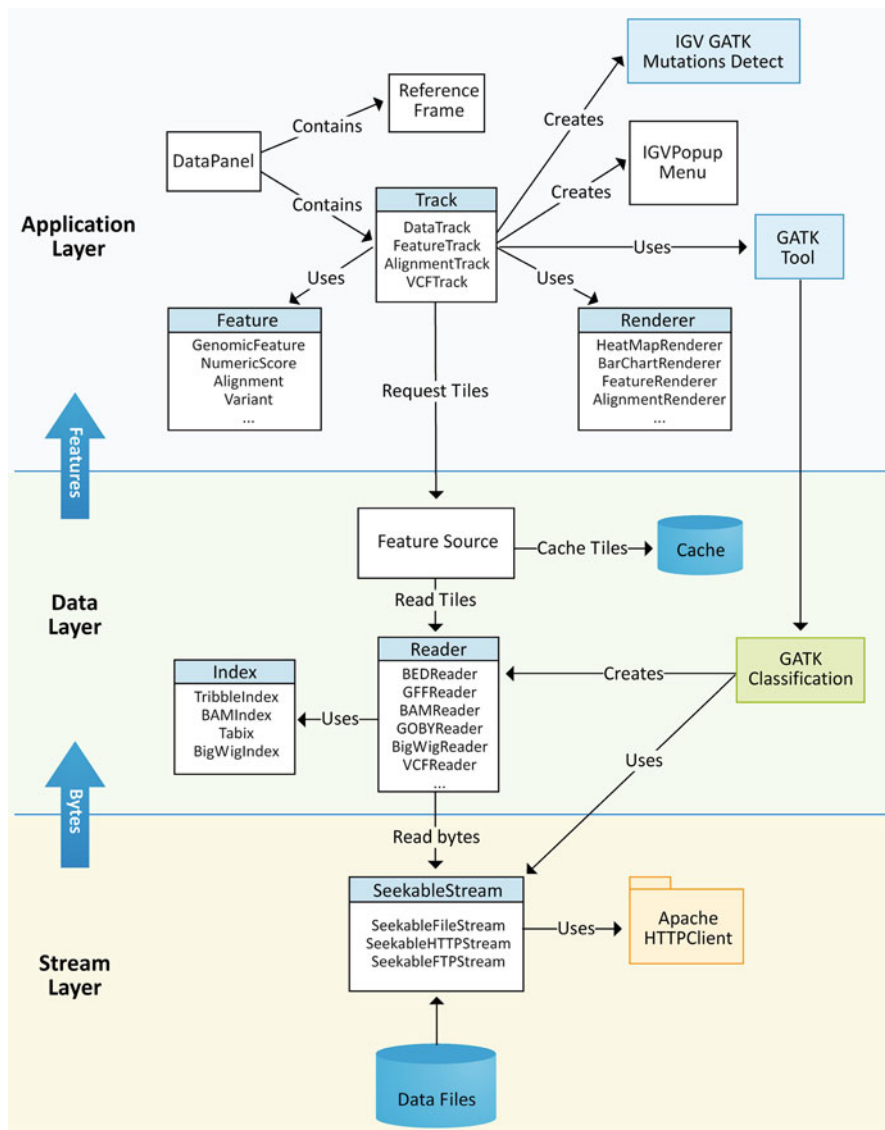 IGV GATK
Mutations Detect
Reference
Frame
Contains
Creates
DataPanel
IGVPopup
Menu
Creates
Contains
Track
DataTrack
FeatureTrack
AlignmentTrack
VCFTrack
Application
Layer
Uses
GATK
Tool
Uses
Uses
Feature
GenomicFeature
NumericScore
Alignment
Variant
...
Renderer
HeatMapRenderer
BarChartRenderer
FeatureRenderer
AlignmentRenderer
...
Request Tiles
Features
Feature Source
Cache Tiles
Cache
Data
Layer
Read Tiles
Reader
BEDReader
GFFReader
BAMReader
GOBYReader
BigWigReader
VCFReader
...
Index
TribbleIndex
BAMIndex
Tabix
BigWigIndex
Uses
Creates
GATK
Classification
Uses
Bytes
Read bytes
SeekableStream
SeekableFileStream
SeekableHTTPStream
SeekableFTPStream
Uses
Apache
HTTPClient
Stream
Layer
Data Files